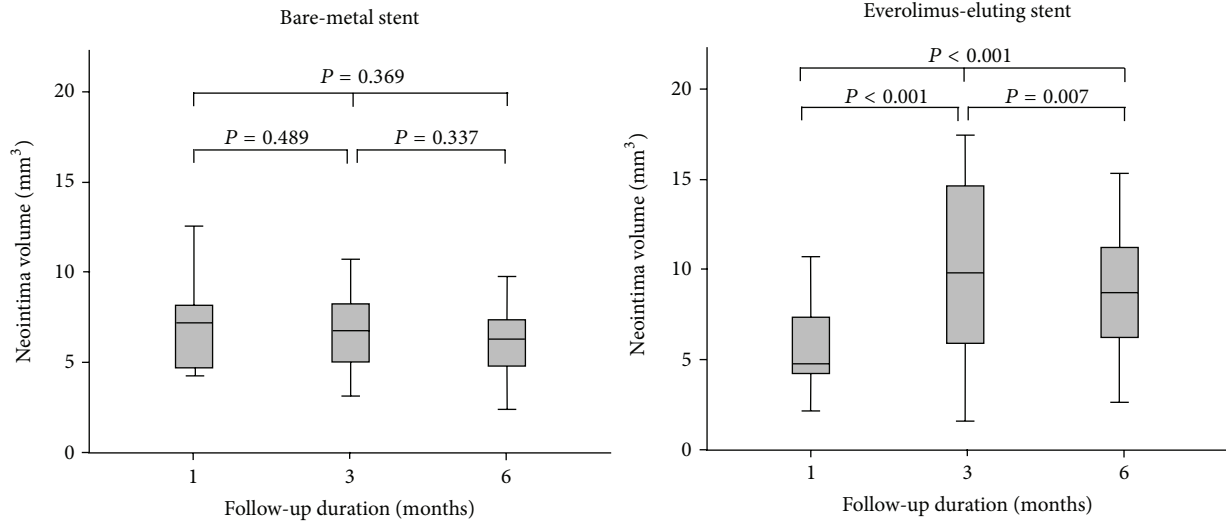 Bare-metal stent
P = 0.369
P = 0.489
P = 0.337
Neointima volume (mm³)
20
15
10
5
0
1
3
6
Follow-up duration (months)
Everolimus-eluting stent
P < 0.001
P < 0.001
P = 0.007
Neointima volume (mm³)
20
15
10
5
0
1
3
6
Follow-up duration (months)